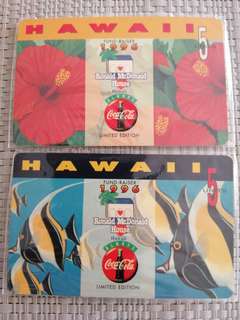 HAWAII
5
FUND-RAISER
1996
Ronald McDonald
House
Coca-Cola
LIMITED EDITION
HAWAII
5
FUND-RAISER
1996
Ronald McDonald
House
Coca-Cola
LIMITED EDITION